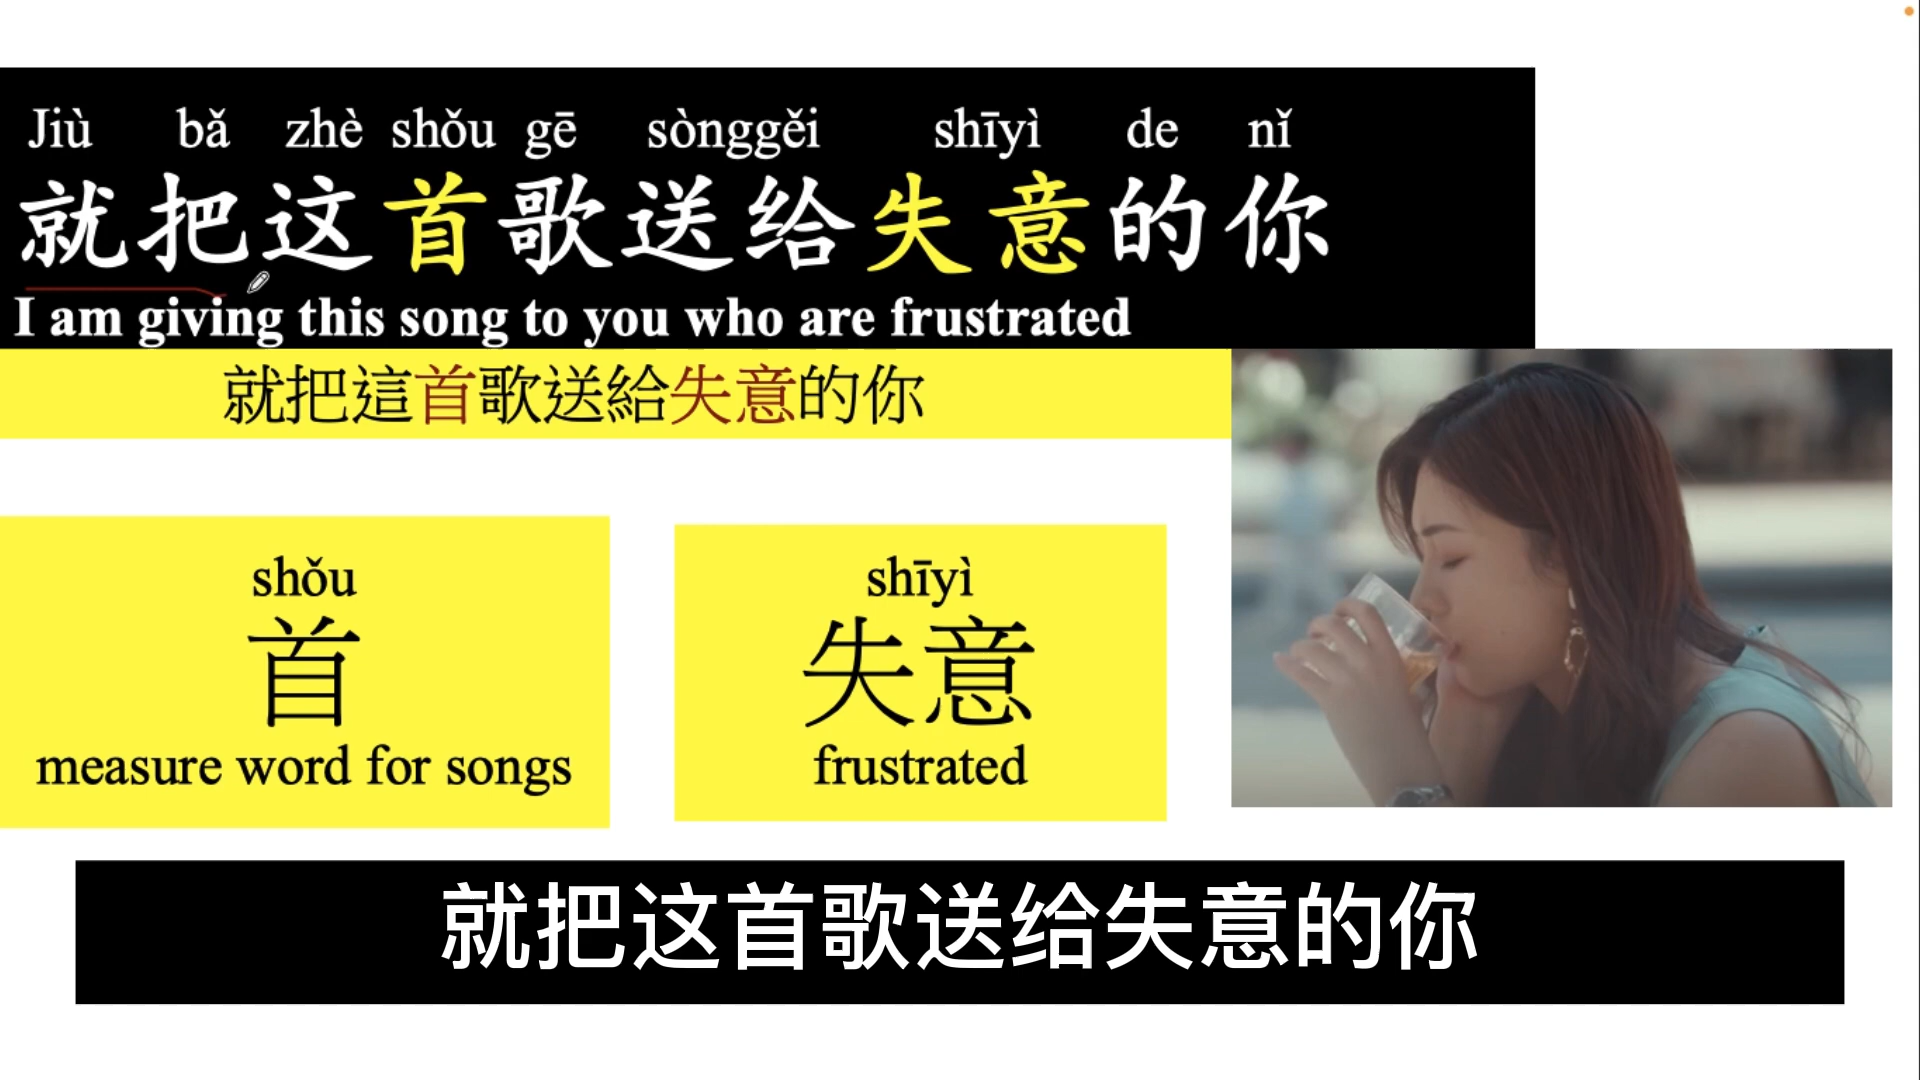 Jiù bǎ zhè shǒu gē sònggěi shīyì de nǐ
就把这首歌送给失意的你
I am giving this song to you who are frustrated
就把這首歌送給失意的你
shǒu
首
measure word for songs
shīyì
失意
frustrated
就把这首歌送给失意的你